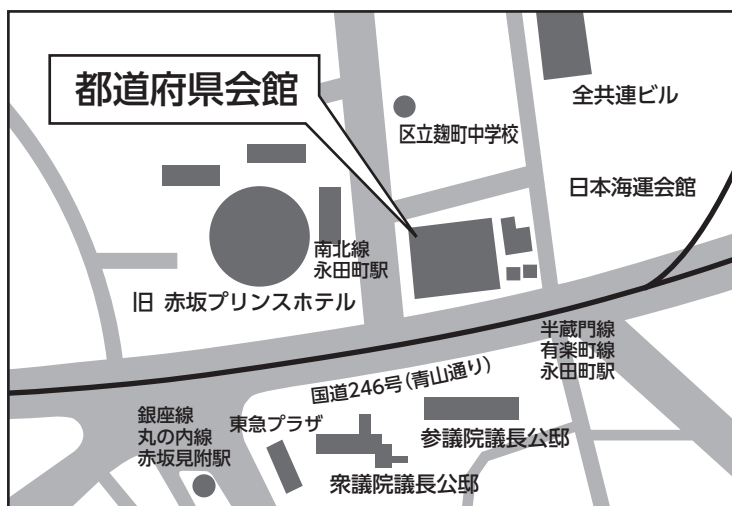 都道府県会館
全共連ビル
区立麹町中学校
日本海運会館
南北線
永田町駅
旧 赤坂プリンスホテル
半蔵門線
有楽町線
永田町駅
国道246号(青山通り)
銀座線
丸の内線
赤坂見附駅
東急プラザ
参議院議長公邸
衆議院議長公邸